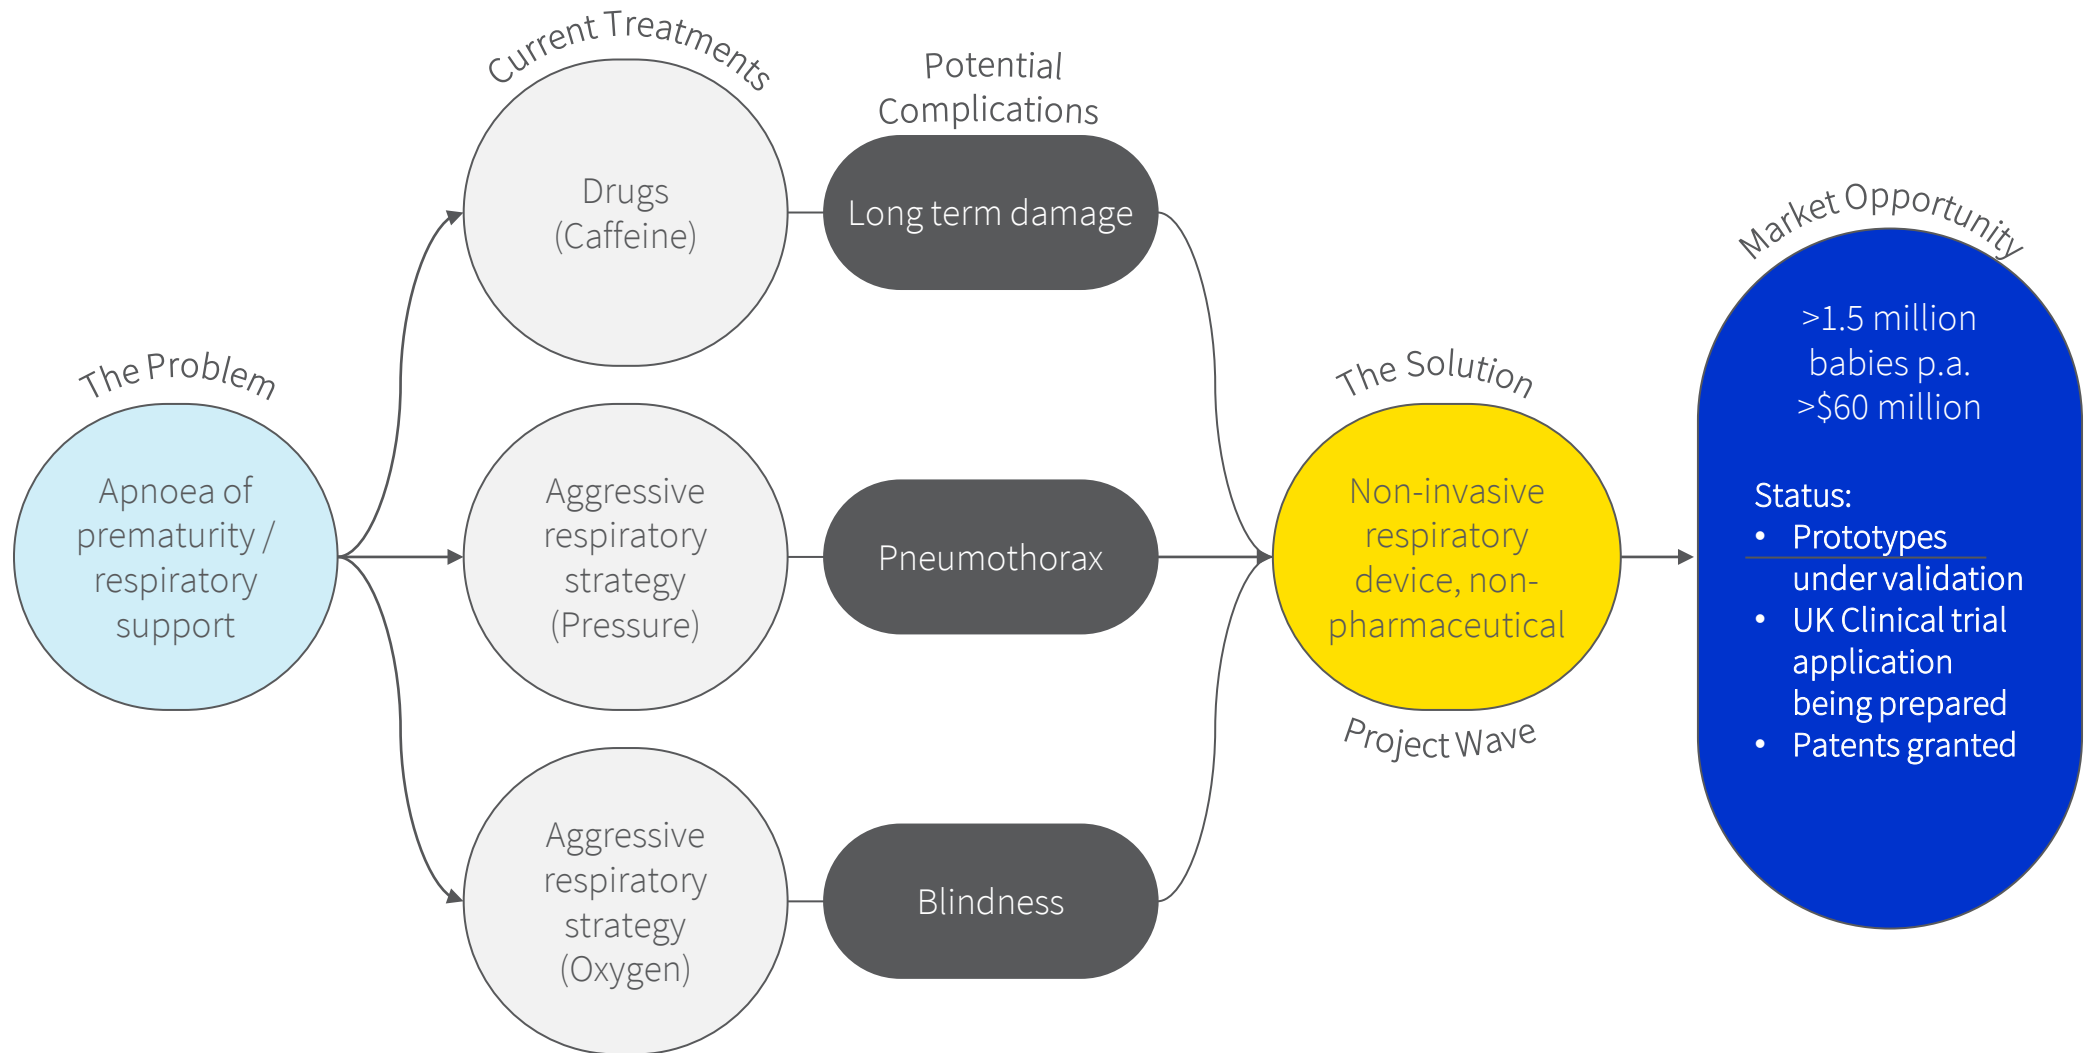 The Problem
Apnoea of
prematurity /
respiratory
support
Current Treatments
Drugs
(Caffeine)
Aggressive
respiratory
strategy
(Pressure)
Aggressive
respiratory
strategy
(Oxygen)
Potential
Complications
Long term damage
Pneumothorax
Blindness
The Solution
Non-invasive
respiratory
device, non-
pharmaceutical
Project Wave
Market Opportunity
>1.5 million
babies p.a.
>$60 million
Status:
• Prototypes
under validation
• UK Clinical trial
application
being prepared
• Patents granted